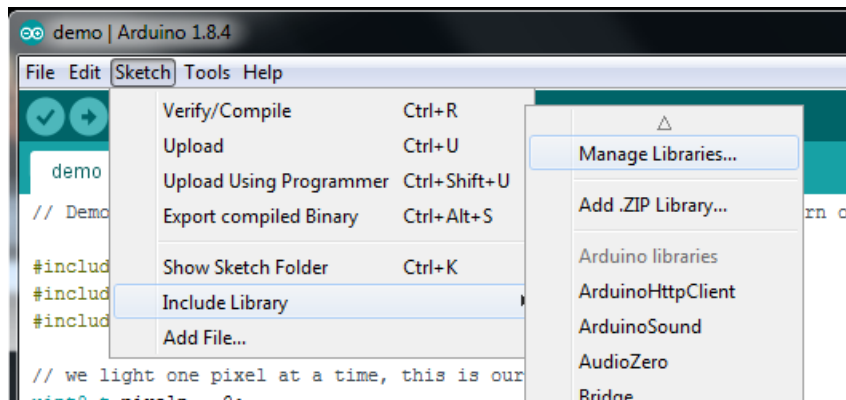 demo | Arduino 1.8.4
File Edit Sketch Tools Help
Verify/Compile Ctrl+R
Upload Ctrl+U
Upload Using Programmer Ctrl+Shift+U
Export compiled Binary Ctrl+Alt+S
Show Sketch Folder Ctrl+K
Include Library
Add File...
Manage Libraries...
Add .ZIP Library...
Arduino libraries
ArduinoHttpClient
ArduinoSound
AudioZero
Bridge
demo
// Demo
rn o
#includ
#includ
#includ
// we light one pixel at a time, this is our